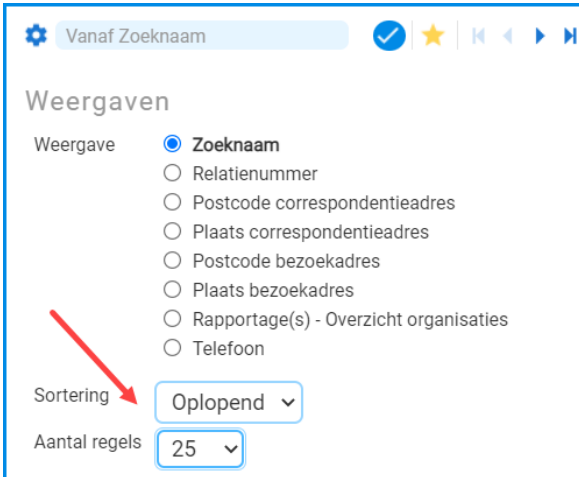 Vanaf Zoeknaam
Weergaven
Weergave Zoeknaam
Relatienummer
Postcode correspondentieadres
Plaats correspondentieadres
Postcode bezoekadres
Plaats bezoekadres
Rapportage(s) - Overzicht organisaties
Telefoon
Sortering Oplopend
Aantal regels 25